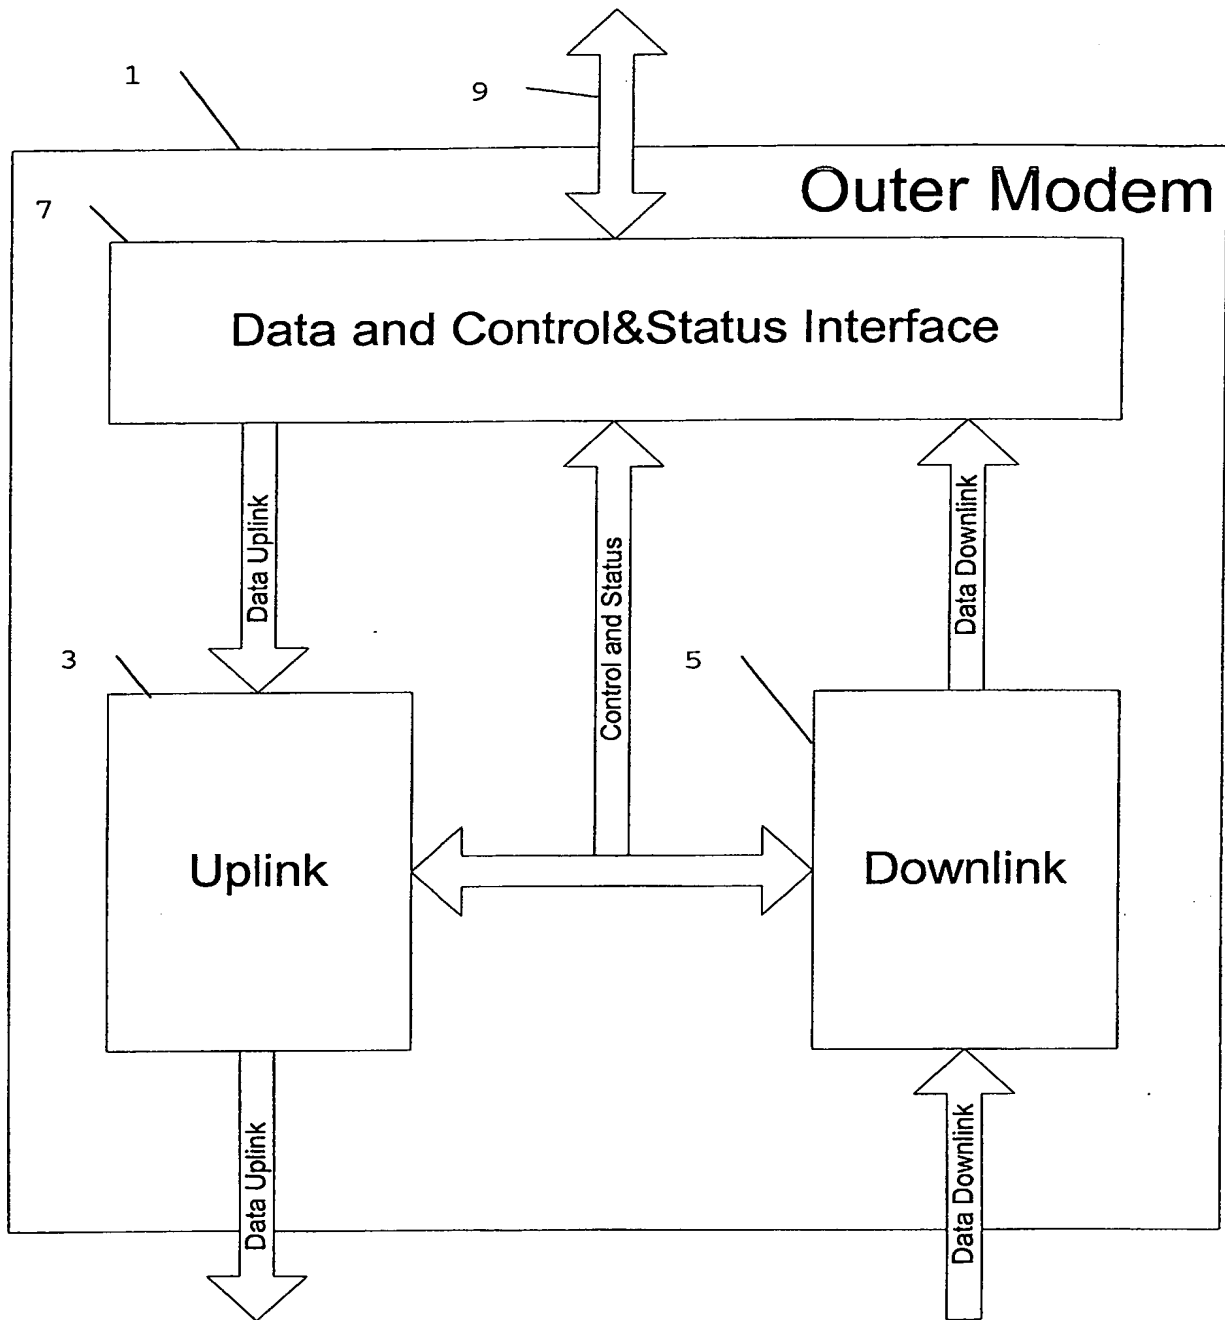 1
9
Outer Modem
7
Data and Control&Status Interface
Data Uplink
Control and Status
Data Downlink
3
5
Uplink
Downlink
Data Uplink
Data Downlink